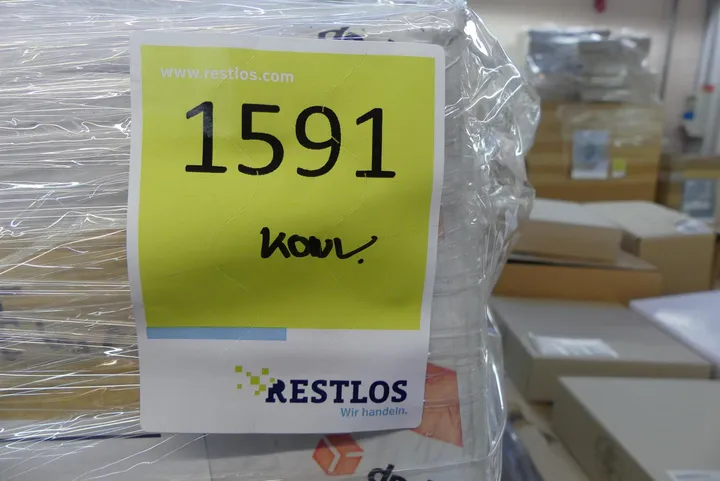 www.restlos.com
1591
Konv.
RESTLOS
Wir handeln.